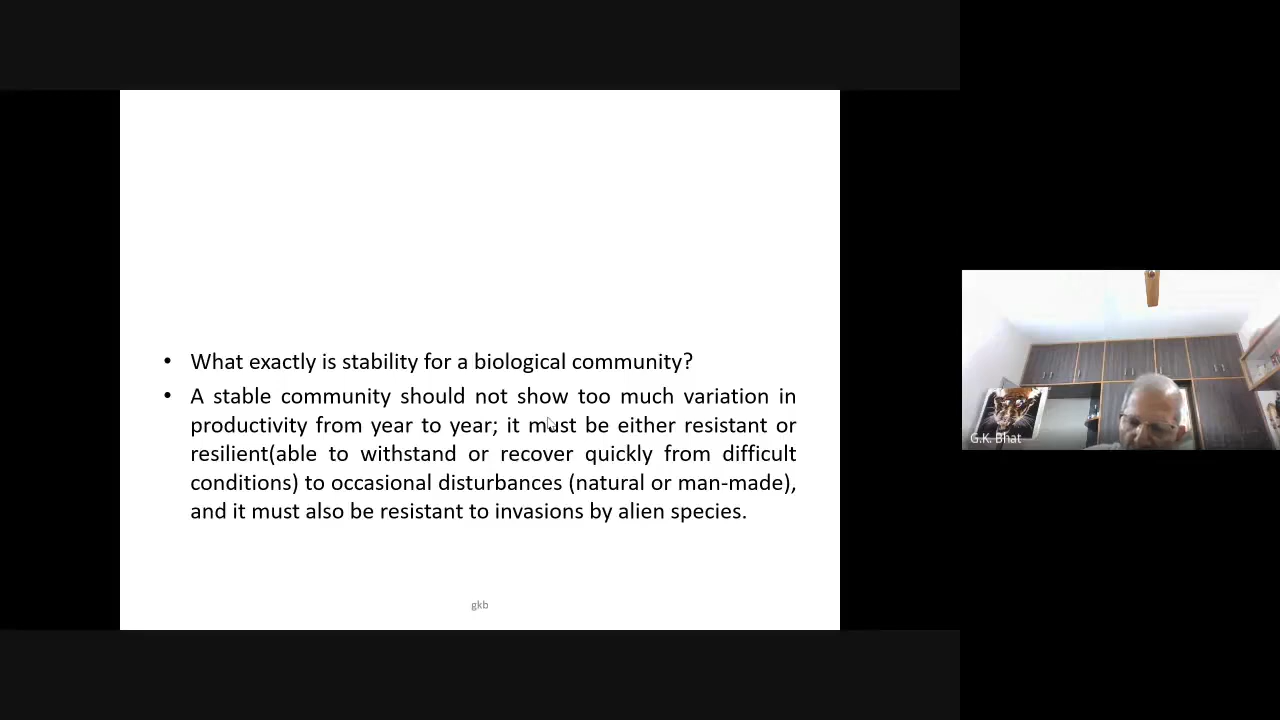 • What exactly is stability for a biological community?
• A stable community should not show too much variation in
productivity from year to year; it must be either resistant or
resilient(able to withstand or recover quickly from difficult
conditions) to occasional disturbances (natural or man-made),
and it must also be resistant to invasions by alien species.
gkb
G.K. Bhat